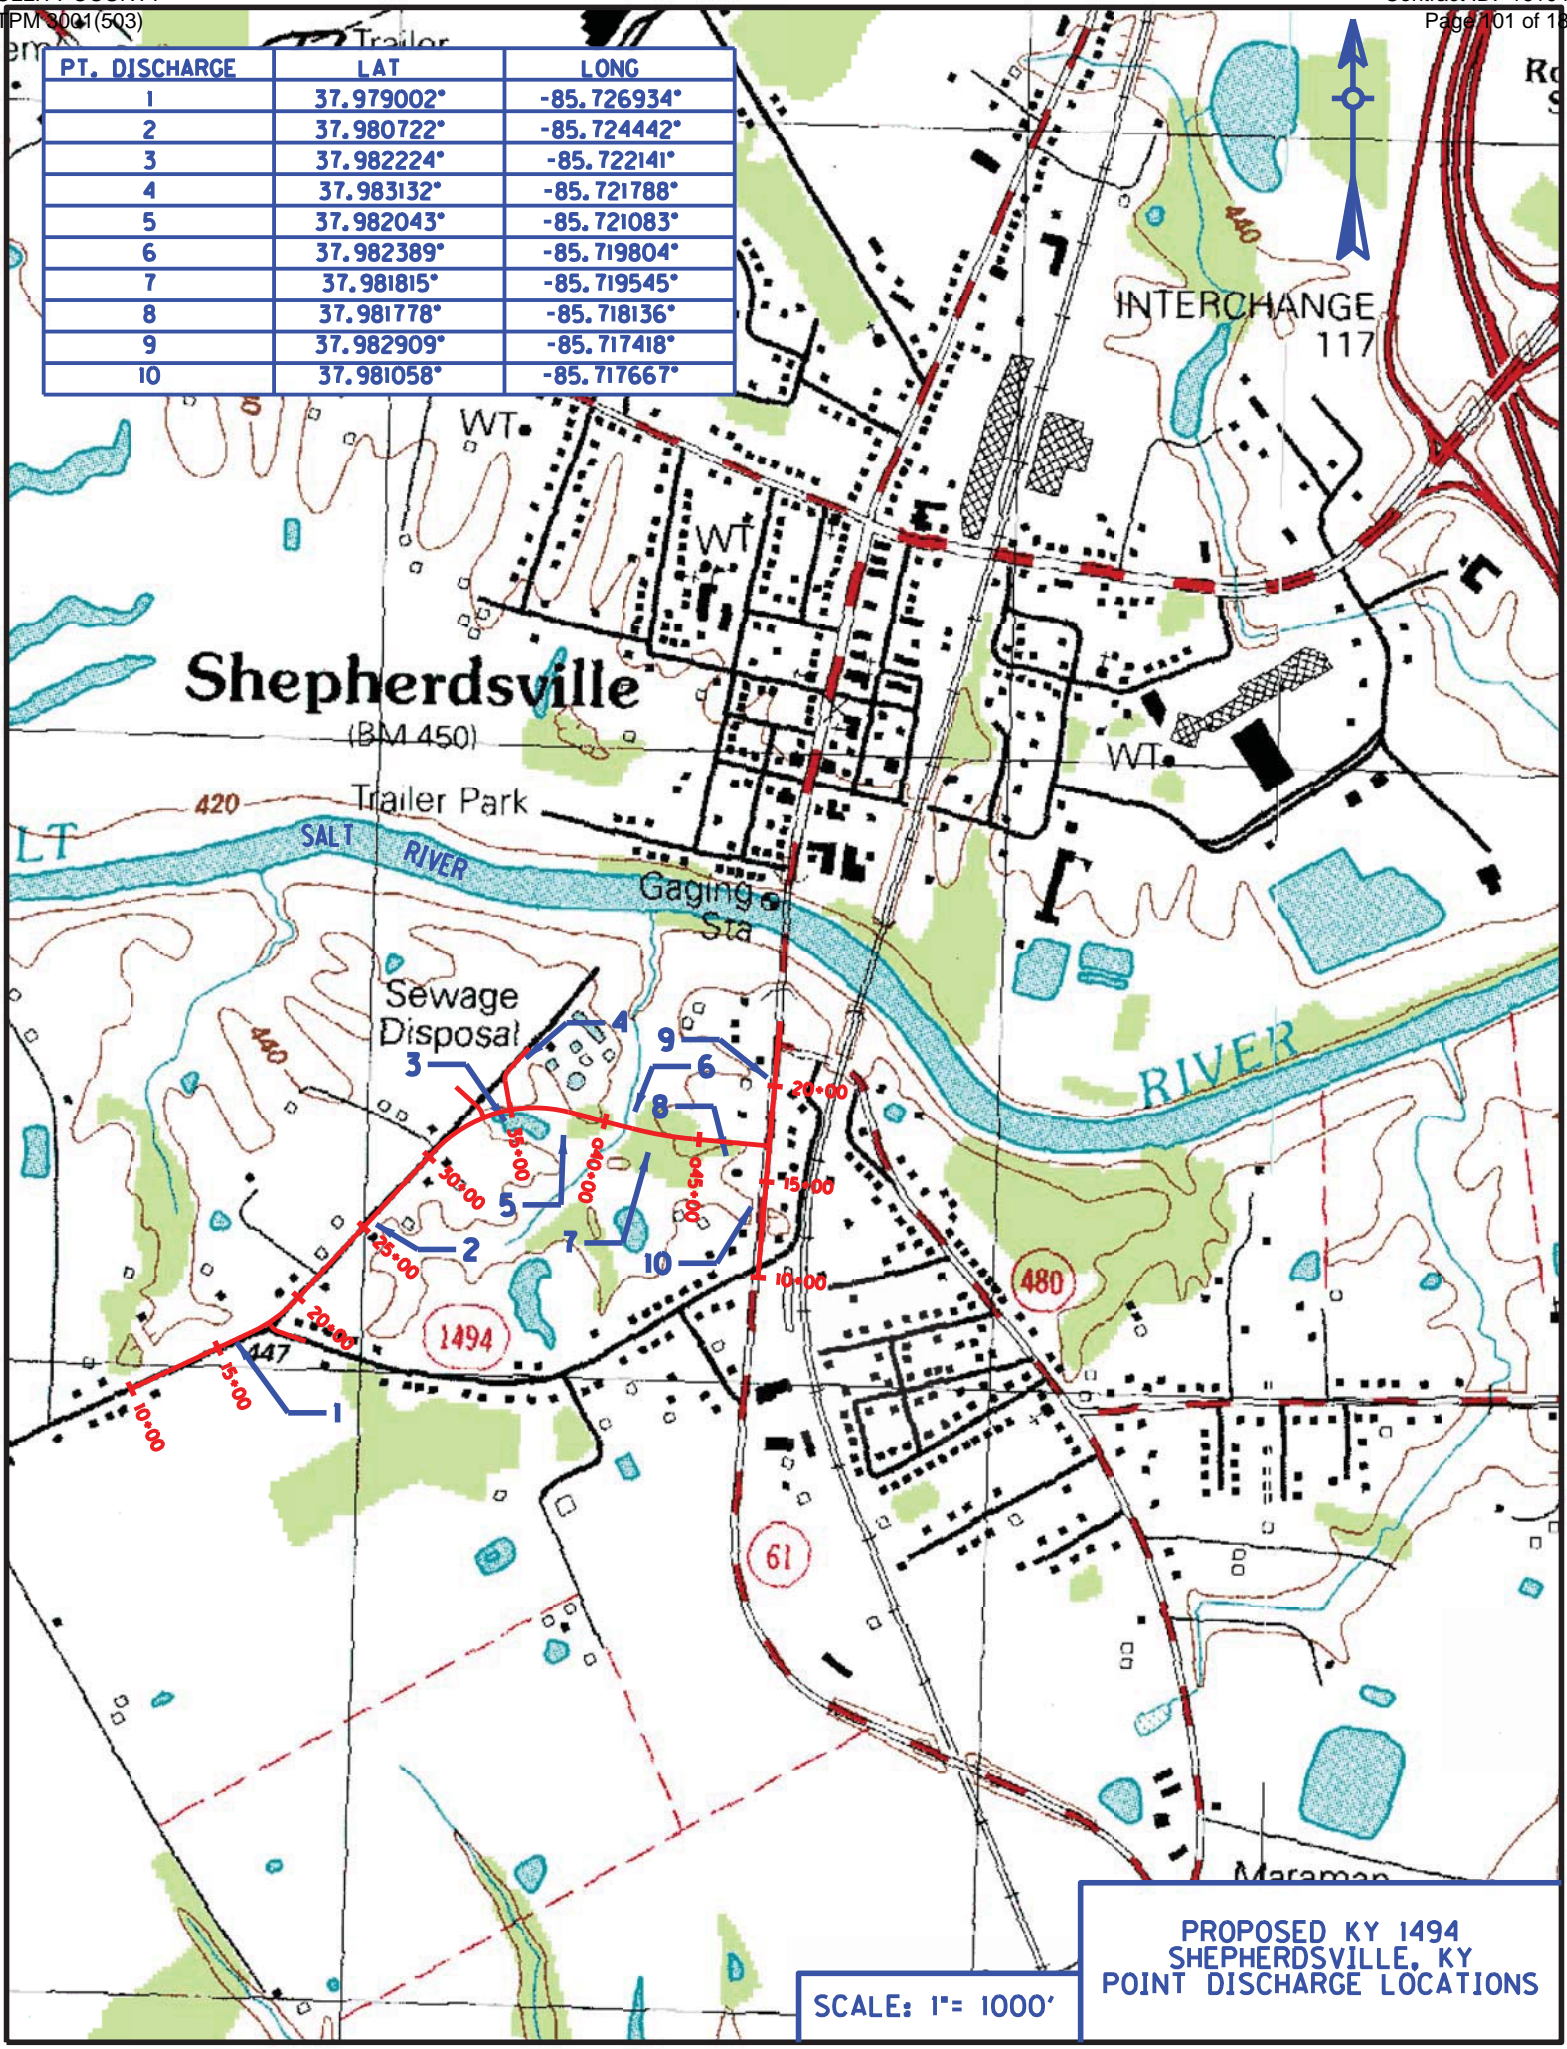 TPM 3001(503)
Page 101 of 18
Trailer
PT. DISCHARGE LAT LONG
1 37.979002° -85.726934°
2 37.980722° -85.724442°
3 37.982224° -85.722141°
4 37.983132° -85.721788°
5 37.982043° -85.721083°
6 37.982389° -85.719804°
7 37.981815° -85.719545°
8 37.981778° -85.718136°
9 37.982909° -85.717418°
10 37.981058° -85.717667°
440
INTERCHANGE
117
WT
WT
Shepherdsville
(BM 450)
WT
420
Trailer Park
LT
SALT RIVER
Gaging
Sta
Sewage
Disposal
440
RIVER
4
9
3
6
8
20+00
35+00
040+00
045+00
15+00
30+00
5
7
2
10
25+00
10+00
480
20+00
1494
447
15+00
1
10+00
61
Maraman
PROPOSED KY 1494
SHEPHERDSVILLE, KY
POINT DISCHARGE LOCATIONS
SCALE: 1"= 1000'